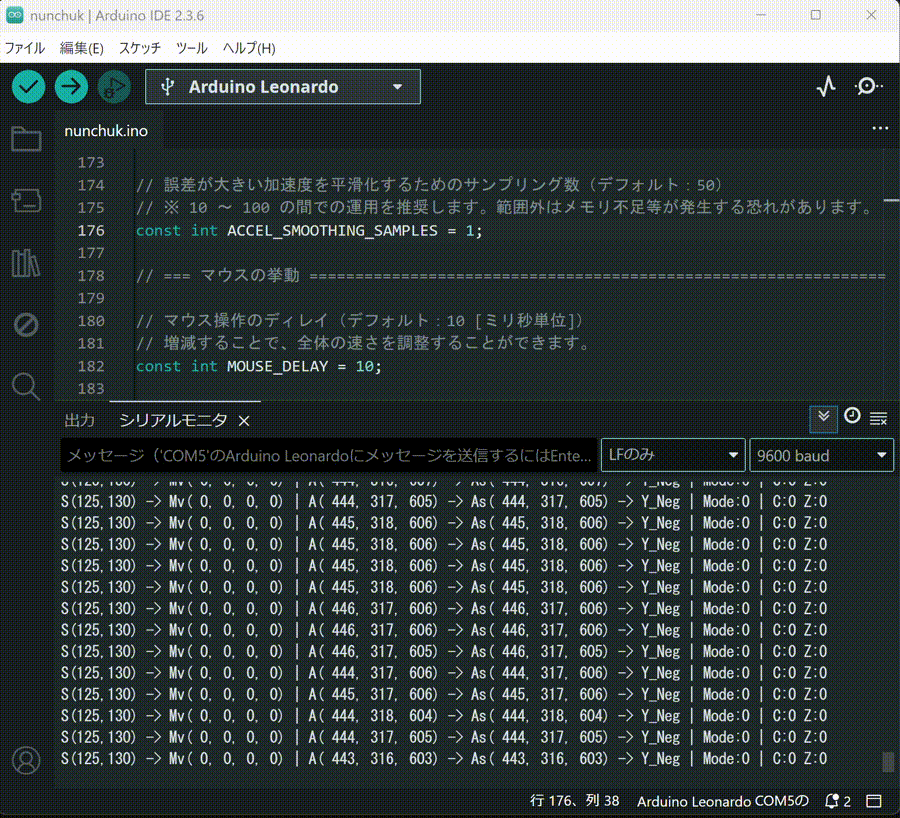 nunchuk | Arduino IDE 2.3.6
ファイル 編集(E) スケッチ ツール ヘルプ(H)
Arduino Leonardo
nunchuk.ino
173
174 // 誤差が大きい加速度を平滑化するためのサンプリング数（デフォルト：50）
175 // ※ 10 ～ 100 の間での運用を推奨します。範囲外はメモリ不足等が発生する恐れがあります。
176 const int ACCEL_SMOOTHING_SAMPLES = 1;
177
178 // === マウスの挙動 ===============================================================
179
180 // マウス操作のディレイ（デフォルト：10 [ミリ秒単位]）
181 // 増減することで、全体の速さを調整することができます。
182 const int MOUSE_DELAY = 10;
183
出力 シリアルモニタ
メッセージ（'COM5'のArduino Leonardoにメッセージを送信するにはEnte... LFのみ 9600 baud
S(125,130) -> Mv( 0, 0, 0, 0) | A( 444, 317, 605) -> As( 444, 317, 605) -> Y_Neg | Mode:0 | C:0 Z:0
S(125,130) -> Mv( 0, 0, 0, 0) | A( 445, 318, 606) -> As( 445, 318, 606) -> Y_Neg | Mode:0 | C:0 Z:0
S(125,130) -> Mv( 0, 0, 0, 0) | A( 445, 318, 606) -> As( 445, 318, 606) -> Y_Neg | Mode:0 | C:0 Z:0
S(125,130) -> Mv( 0, 0, 0, 0) | A( 445, 318, 606) -> As( 445, 318, 606) -> Y_Neg | Mode:0 | C:0 Z:0
S(125,130) -> Mv( 0, 0, 0, 0) | A( 445, 318, 606) -> As( 445, 318, 606) -> Y_Neg | Mode:0 | C:0 Z:0
S(125,130) -> Mv( 0, 0, 0, 0) | A( 446, 317, 606) -> As( 446, 317, 606) -> Y_Neg | Mode:0 | C:0 Z:0
S(125,130) -> Mv( 0, 0, 0, 0) | A( 446, 317, 606) -> As( 446, 317, 606) -> Y_Neg | Mode:0 | C:0 Z:0
S(125,130) -> Mv( 0, 0, 0, 0) | A( 446, 317, 605) -> As( 446, 317, 605) -> Y_Neg | Mode:0 | C:0 Z:0
S(125,130) -> Mv( 0, 0, 0, 0) | A( 444, 317, 606) -> As( 444, 317, 606) -> Y_Neg | Mode:0 | C:0 Z:0
S(125,130) -> Mv( 0, 0, 0, 0) | A( 445, 317, 606) -> As( 445, 317, 606) -> Y_Neg | Mode:0 | C:0 Z:0
S(125,130) -> Mv( 0, 0, 0, 0) | A( 444, 318, 604) -> As( 444, 318, 604) -> Y_Neg | Mode:0 | C:0 Z:0
S(125,130) -> Mv( 0, 0, 0, 0) | A( 444, 317, 605) -> As( 444, 317, 605) -> Y_Neg | Mode:0 | C:0 Z:0
S(125,130) -> Mv( 0, 0, 0, 0) | A( 443, 316, 603) -> As( 443, 316, 603) -> Y_Neg | Mode:0 | C:0 Z:0
行 176、列 38 Arduino Leonardo COM5の 2